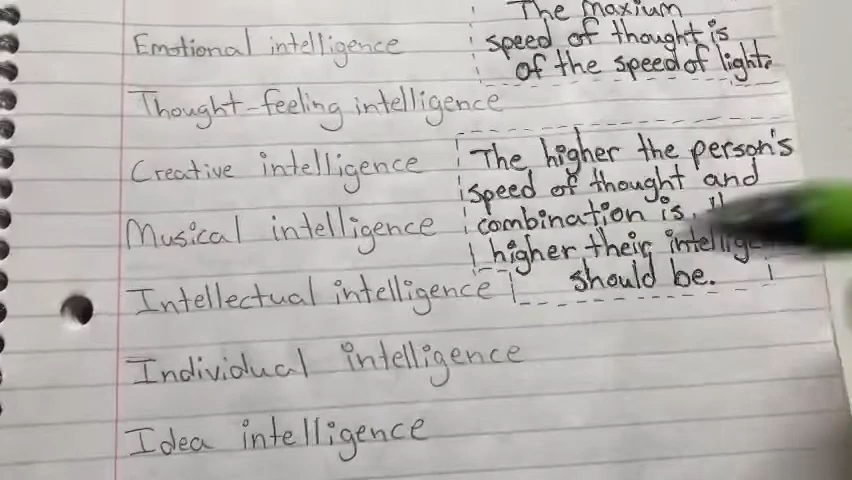 The maxium
Emotional intelligence
speed of thought is
of the speed of light.
Thought-feeling intelligence
The higher the person's
Creative intelligence
speed of thought and
combination is,
Musical intelligence
higher their
should be.
Intellectual intelligence
Individual intelligence
Idea intelligence